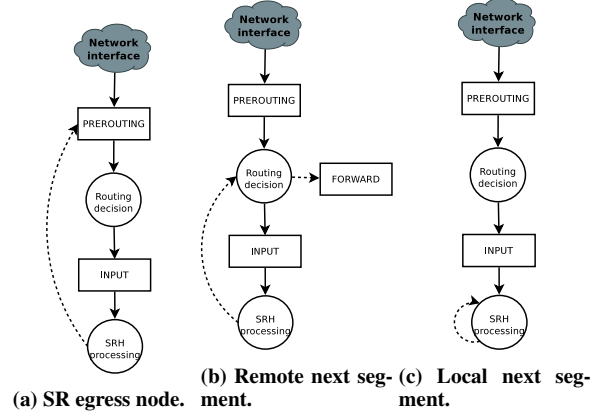 Network
interface
PREROUTING
Routing
decision
INPUT
SRH
processing
(a) SR egress node.
Network
interface
PREROUTING
Routing
decision
FORWARD
INPUT
SRH
processing
(b) Remote next seg-
ment.
Network
interface
PREROUTING
Routing
decision
INPUT
SRH
processing
(c) Local next seg-
ment.